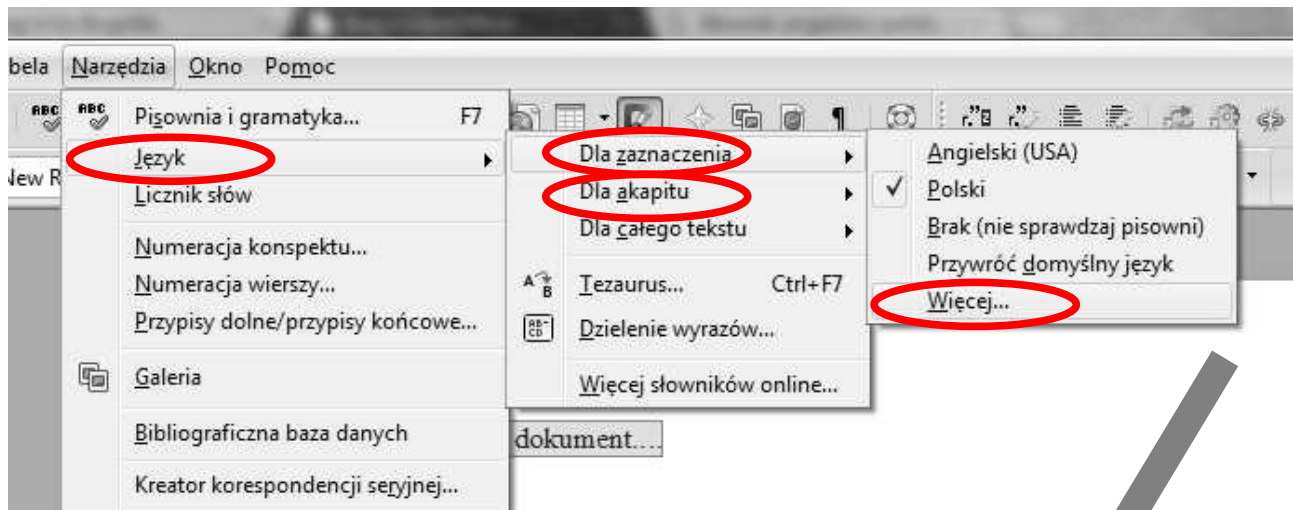 bela Narzędzia Okno Pomoc
ABC ABC Pisownia i gramatyka... F7
Język
Licznik słów
Numeracja konspektu...
Numeracja wierszy...
Przypisy dolne/przypisy końcowe...
Galeria
Bibliograficzna baza danych
Kreator korespondencji seryjnej...
New R
Dla zaznaczenia
Dla akapitu
Dla całego tekstu
Tezaurus... Ctrl+F7
Dzielenie wyrazów...
Więcej słowników online...
Angielski (USA)
Polski
Brak (nie sprawdzaj pisowni)
Przywróć domyślny język
Więcej...
dokument....